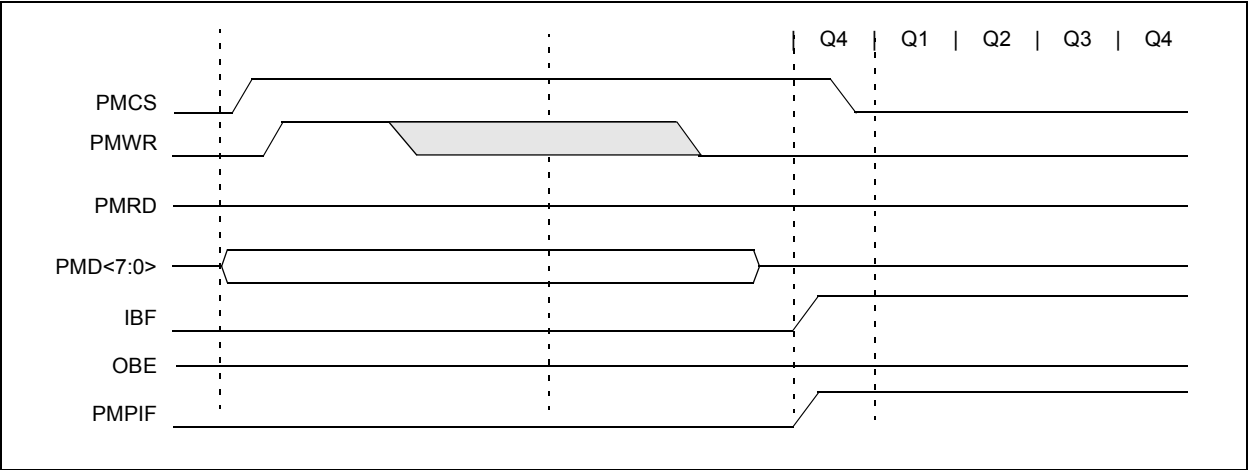 | Q4 | Q1 | Q2 | Q3 | Q4
PMCS
PMWR
PMRD
PMD<7:0>
IBF
OBE
PMPIF